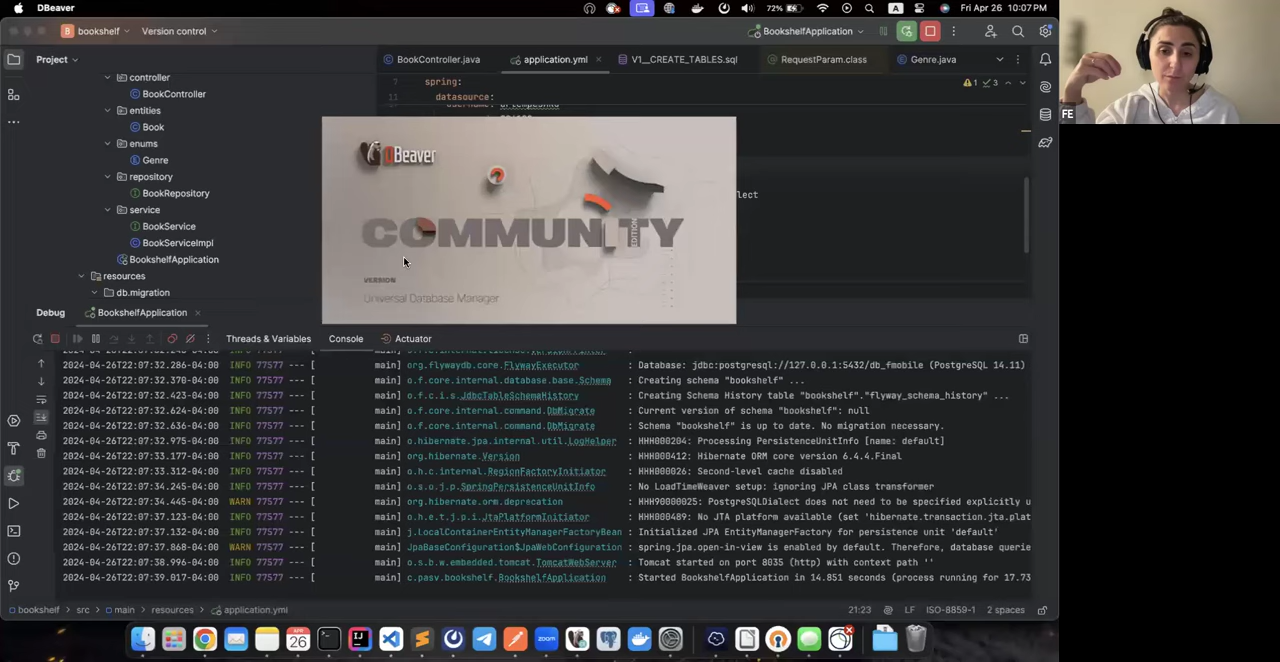 DBeaver
A
72%
Fri Apr 26 10:07 PM
B
bookshelf
Version control
BookshelfApplication
Project
BookController.java
application.yml
V1__CREATE_TABLES.sql
RequestParam.class
Genre.java
FE
controller
BookController
entities
Book
enums
Genre
repository
BookRepository
service
BookService
BookServiceImpl
BookshelfApplication
resources
db.migration
7
spring:
1
3
11
datasource:
DBeaver
COMMUNITY
EDITION
VERSION
Universal Database Manager
lect
Debug
BookshelfApplication
Threads & Variables
Console
Actuator
2024-04-26T22:07:32.286-04:00 INFO 77577 --- [ main] org.flywaydb.core.FlywayExecutor : Database: jdbc:postgresql://127.0.0.1:5432/db_fmobile (PostgreSQL 14.11)
2024-04-26T22:07:32.370-04:00 INFO 77577 --- [ main] o.f.core.internal.database.base.Schema : Creating schema "bookshelf" ...
2024-04-26T22:07:32.423-04:00 INFO 77577 --- [ main] o.f.c.i.s.JdbcTableSchemaHistory : Creating Schema History table "bookshelf"."flyway_schema_history" ...
2024-04-26T22:07:32.624-04:00 INFO 77577 --- [ main] o.f.core.internal.command.DbMigrate : Current version of schema "bookshelf": null
2024-04-26T22:07:32.636-04:00 INFO 77577 --- [ main] o.f.core.internal.command.DbMigrate : Schema "bookshelf" is up to date. No migration necessary.
2024-04-26T22:07:32.975-04:00 INFO 77577 --- [ main] o.hibernate.jpa.internal.util.LogHelper : HHH000204: Processing PersistenceUnitInfo [name: default]
2024-04-26T22:07:33.177-04:00 INFO 77577 --- [ main] org.hibernate.Version : HHH000412: Hibernate ORM core version 6.4.4.Final
2024-04-26T22:07:33.312-04:00 INFO 77577 --- [ main] o.h.c.internal.RegionFactoryInitiator : HHH000026: Second-level cache disabled
2024-04-26T22:07:34.245-04:00 INFO 77577 --- [ main] o.s.o.j.p.SpringPersistenceUnitInfo : No LoadTimeWeaver setup: ignoring JPA class transformer
2024-04-26T22:07:34.445-04:00 WARN 77577 --- [ main] org.hibernate.orm.deprecation : HHH90000025: PostgreSQLDialect does not need to be specified explicitly u
2024-04-26T22:07:37.123-04:00 INFO 77577 --- [ main] o.h.e.t.j.p.i.JtaPlatformInitiator : HHH000489: No JTA platform available (set 'hibernate.transaction.jta.plat
2024-04-26T22:07:37.132-04:00 INFO 77577 --- [ main] j.LocalContainerEntityManagerFactoryBean : Initialized JPA EntityManagerFactory for persistence unit 'default'
2024-04-26T22:07:37.868-04:00 WARN 77577 --- [ main] JpaBaseConfiguration$JpaWebConfiguration : spring.jpa.open-in-view is enabled by default. Therefore, database querie
2024-04-26T22:07:38.996-04:00 INFO 77577 --- [ main] o.s.b.w.embedded.tomcat.TomcatWebServer : Tomcat started on port 8035 (http) with context path ''
2024-04-26T22:07:39.017-04:00 INFO 77577 --- [ main] c.pasv.bookshelf.BookshelfApplication : Started BookshelfApplication in 14.851 seconds (process running for 17.73
bookshelf > src > main > resources > application.yml
21:23
LF
ISO-8859-1
2 spaces
APR
26
zoom